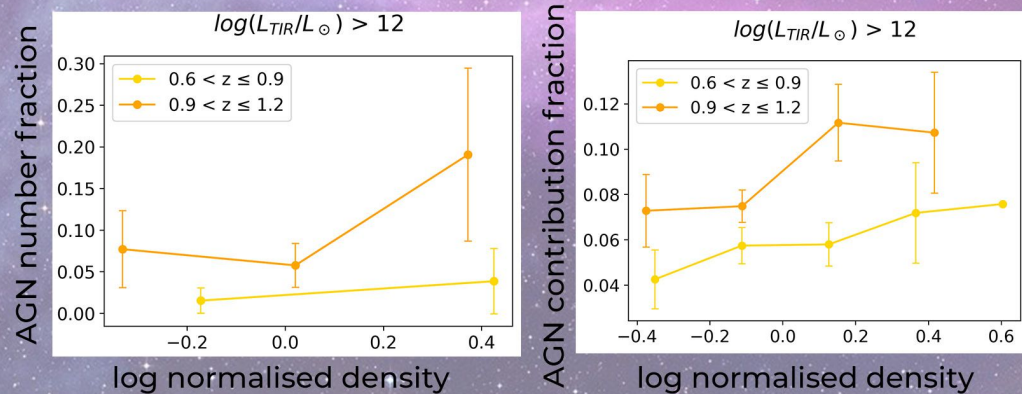 log(L_TIR/L_⊙) > 12
0.30
0.25
0.20
0.15
0.10
0.05
0.00
0.6 < z ≤ 0.9
0.9 < z ≤ 1.2
−0.2
0.0
0.2
0.4
AGN number fraction
log normalised density
log(L_TIR/L_⊙) > 12
0.12
0.10
0.08
0.06
0.04
0.6 < z ≤ 0.9
0.9 < z ≤ 1.2
−0.4
−0.2
0.0
0.2
0.4
0.6
AGN contribution fraction
log normalised density